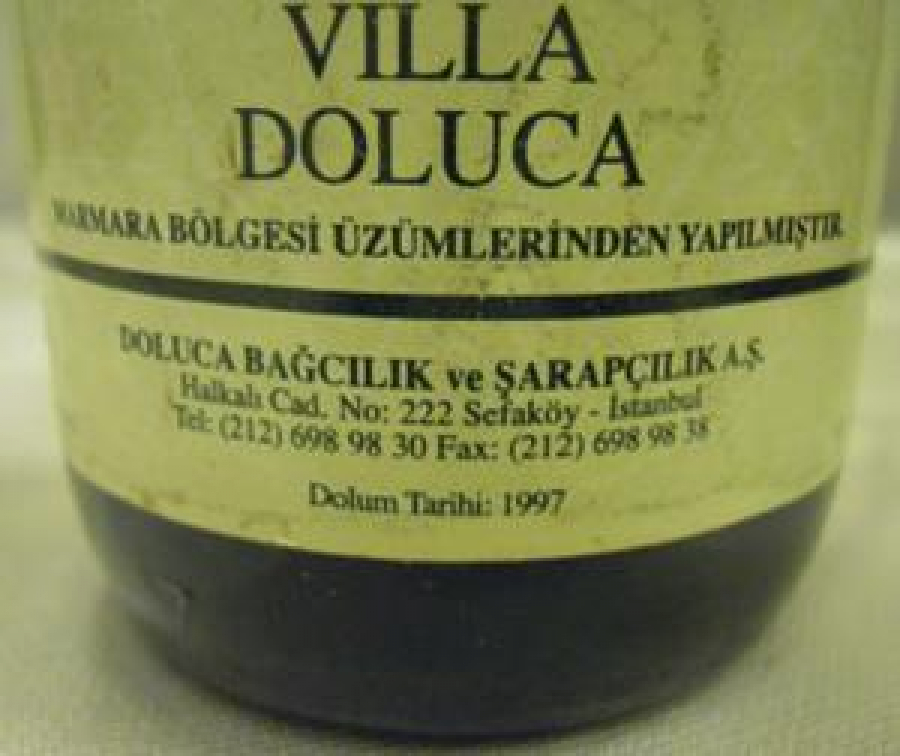 VILLA
DOLUCA
MARMARA BÖLGESİ ÜZÜMLERİNDEN YAPILMIŞTIR
DOLUCA BAĞCILIK ve ŞARAPÇILIK A.Ş.
Halkalı Cad. No: 222 Sefaköy - İstanbul
Tel: (212) 698 98 30 Fax: (212) 698 98 38
Dolum Tarihi: 1997